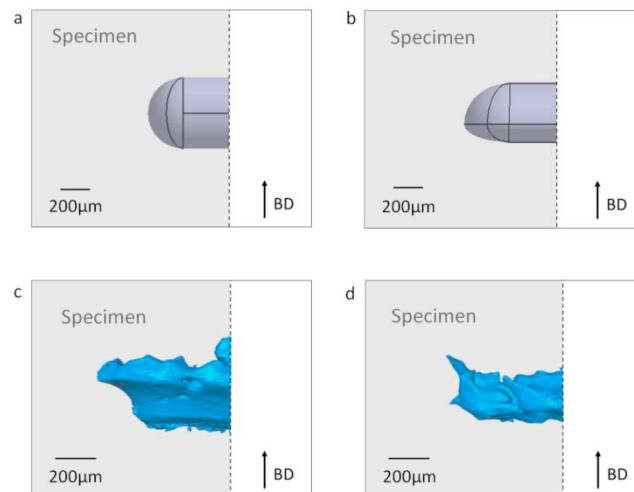 a
Specimen
200µm
BD
b
Specimen
200µm
BD
c
Specimen
200µm
BD
d
Specimen
200µm
BD